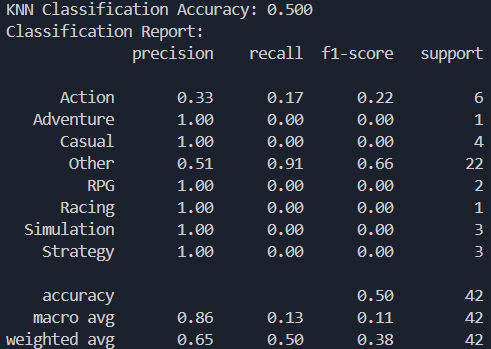 KNN Classification Accuracy: 0.500
Classification Report:
precision recall f1-score support
Action 0.33 0.17 0.22 6
Adventure 1.00 0.00 0.00 1
Casual 1.00 0.00 0.00 4
Other 0.51 0.91 0.66 22
RPG 1.00 0.00 0.00 2
Racing 1.00 0.00 0.00 1
Simulation 1.00 0.00 0.00 3
Strategy 1.00 0.00 0.00 3
accuracy 0.50 42
macro avg 0.86 0.13 0.11 42
weighted avg 0.65 0.50 0.38 42